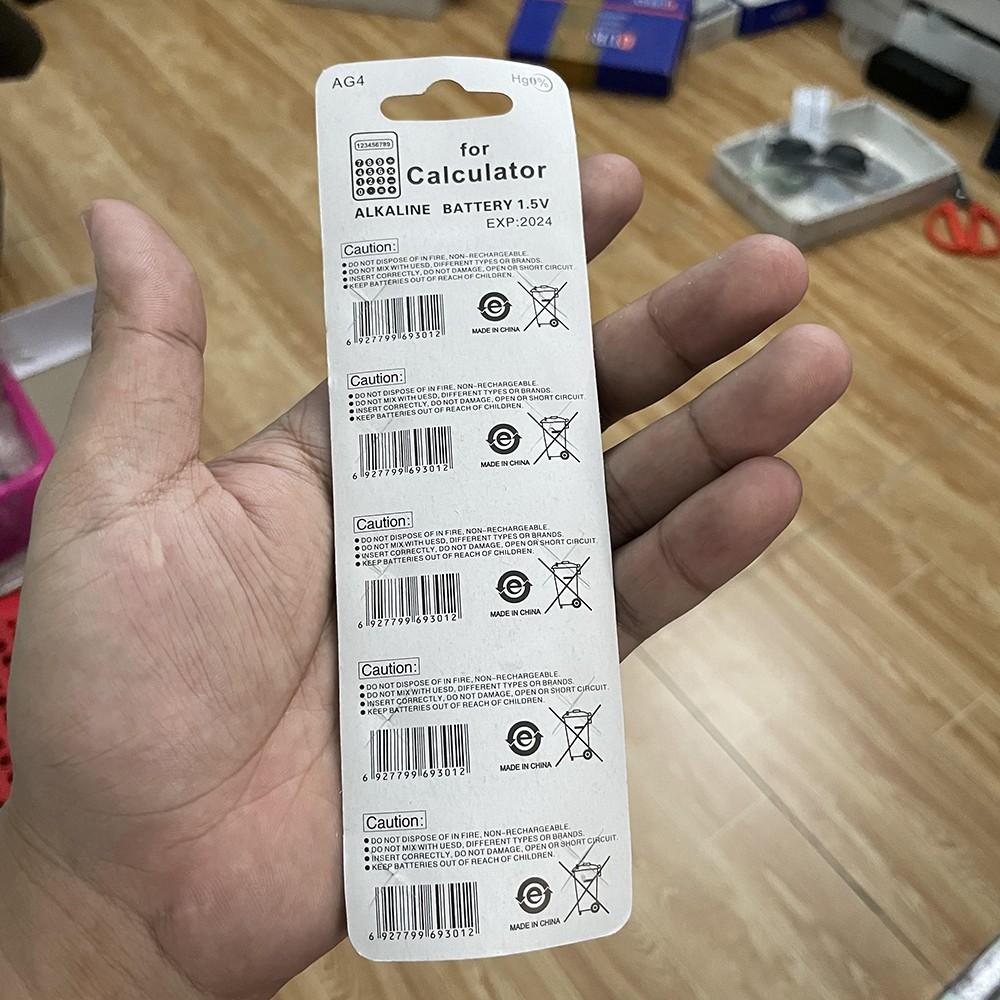 AG4
Hg0%
123456789
7 8 9 ÷
4 5 6 ×
1 2 3 −
0 · = +
for
Calculator
ALKALINE BATTERY 1.5V
EXP:2024
Caution:
● DO NOT DISPOSE OF IN FIRE, NON-RECHARGEABLE.
● DO NOT MIX WITH UESD, DIFFERENT TYPES OR BRANDS.
● INSERT CORRECTLY, DO NOT DAMAGE, OPEN OR SHORT CIRCUIT.
● KEEP BATTERIES OUT OF REACH OF CHILDREN.
6 927799 693012
e
MADE IN CHINA
Caution:
● DO NOT DISPOSE OF IN FIRE, NON-RECHARGEABLE.
● DO NOT MIX WITH UESD, DIFFERENT TYPES OR BRANDS.
● INSERT CORRECTLY, DO NOT DAMAGE, OPEN OR SHORT CIRCUIT.
● KEEP BATTERIES OUT OF REACH OF CHILDREN.
6 927799 693012
e
MADE IN CHINA
Caution:
● DO NOT DISPOSE OF IN FIRE, NON-RECHARGEABLE.
● DO NOT MIX WITH UESD, DIFFERENT TYPES OR BRANDS.
● INSERT CORRECTLY, DO NOT DAMAGE, OPEN OR SHORT CIRCUIT.
● KEEP BATTERIES OUT OF REACH OF CHILDREN.
6 927799 693012
e
MADE IN CHINA
Caution:
● DO NOT DISPOSE OF IN FIRE, NON-RECHARGEABLE.
● DO NOT MIX WITH UESD, DIFFERENT TYPES OR BRANDS.
● INSERT CORRECTLY, DO NOT DAMAGE, OPEN OR SHORT CIRCUIT.
● KEEP BATTERIES OUT OF REACH OF CHILDREN.
6 927799 693012
e
MADE IN CHINA
Caution:
● DO NOT DISPOSE OF IN FIRE, NON-RECHARGEABLE.
● DO NOT MIX WITH UESD, DIFFERENT TYPES OR BRANDS.
● INSERT CORRECTLY, DO NOT DAMAGE, OPEN OR SHORT CIRCUIT.
● KEEP BATTERIES OUT OF REACH OF CHILDREN.
6 927799 693012
e
MADE IN CHINA